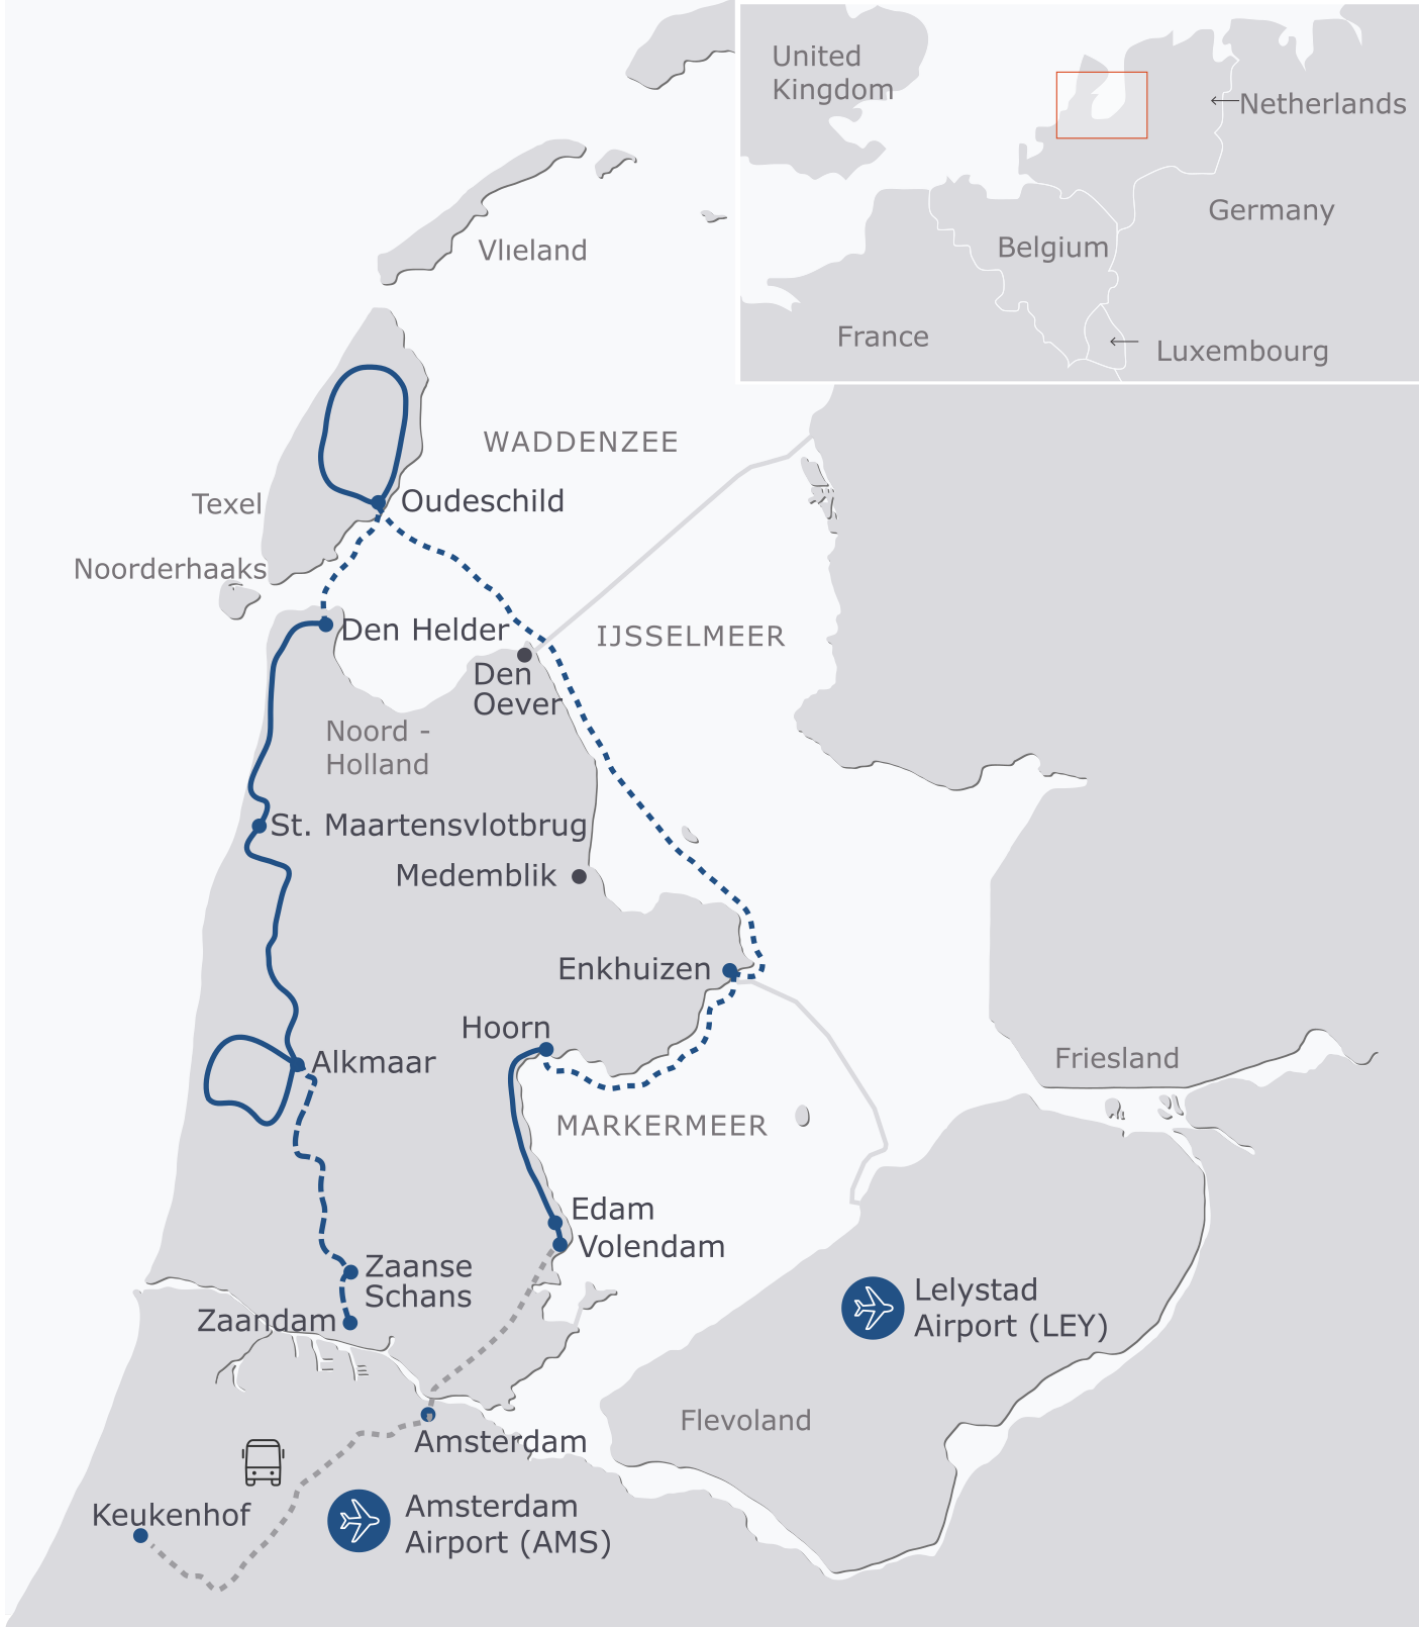 United
Kingdom
Netherlands
Germany
Belgium
France
Luxembourg
Vlieland
WADDENZEE
Texel
Oudeschild
Noorderhaaks
Den Helder
IJSSELMEER
Den
Oever
Noord -
Holland
St. Maartensvlotbrug
Medemblik
Enkhuizen
Hoorn
Alkmaar
Friesland
MARKERMEER
Edam
Volendam
Zaanse
Schans
Zaandam
Lelystad
Airport (LEY)
Flevoland
Amsterdam
Keukenhof
Amsterdam
Airport (AMS)